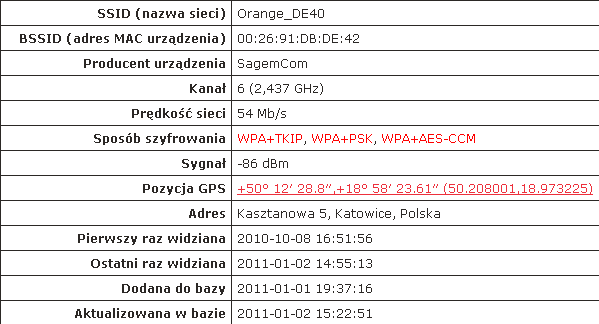 SSID (nazwa sieci) Orange_DE40
BSSID (adres MAC urządzenia) 00:26:91:DB:DE:42
Producent urządzenia SagemCom
Kanał 6 (2,437 GHz)
Prędkość sieci 54 Mb/s
Sposób szyfrowania WPA+TKIP, WPA+PSK, WPA+AES-CCM
Sygnał -86 dBm
Pozycja GPS +50° 12′ 28.8″,+18° 58′ 23.61″ (50.208001,18.973225)
Adres Kasztanowa 5, Katowice, Polska
Pierwszy raz widziana 2010-10-08 16:51:56
Ostatni raz widziana 2011-01-02 14:55:13
Dodana do bazy 2011-01-01 19:37:16
Aktualizowana w bazie 2011-01-02 15:22:51